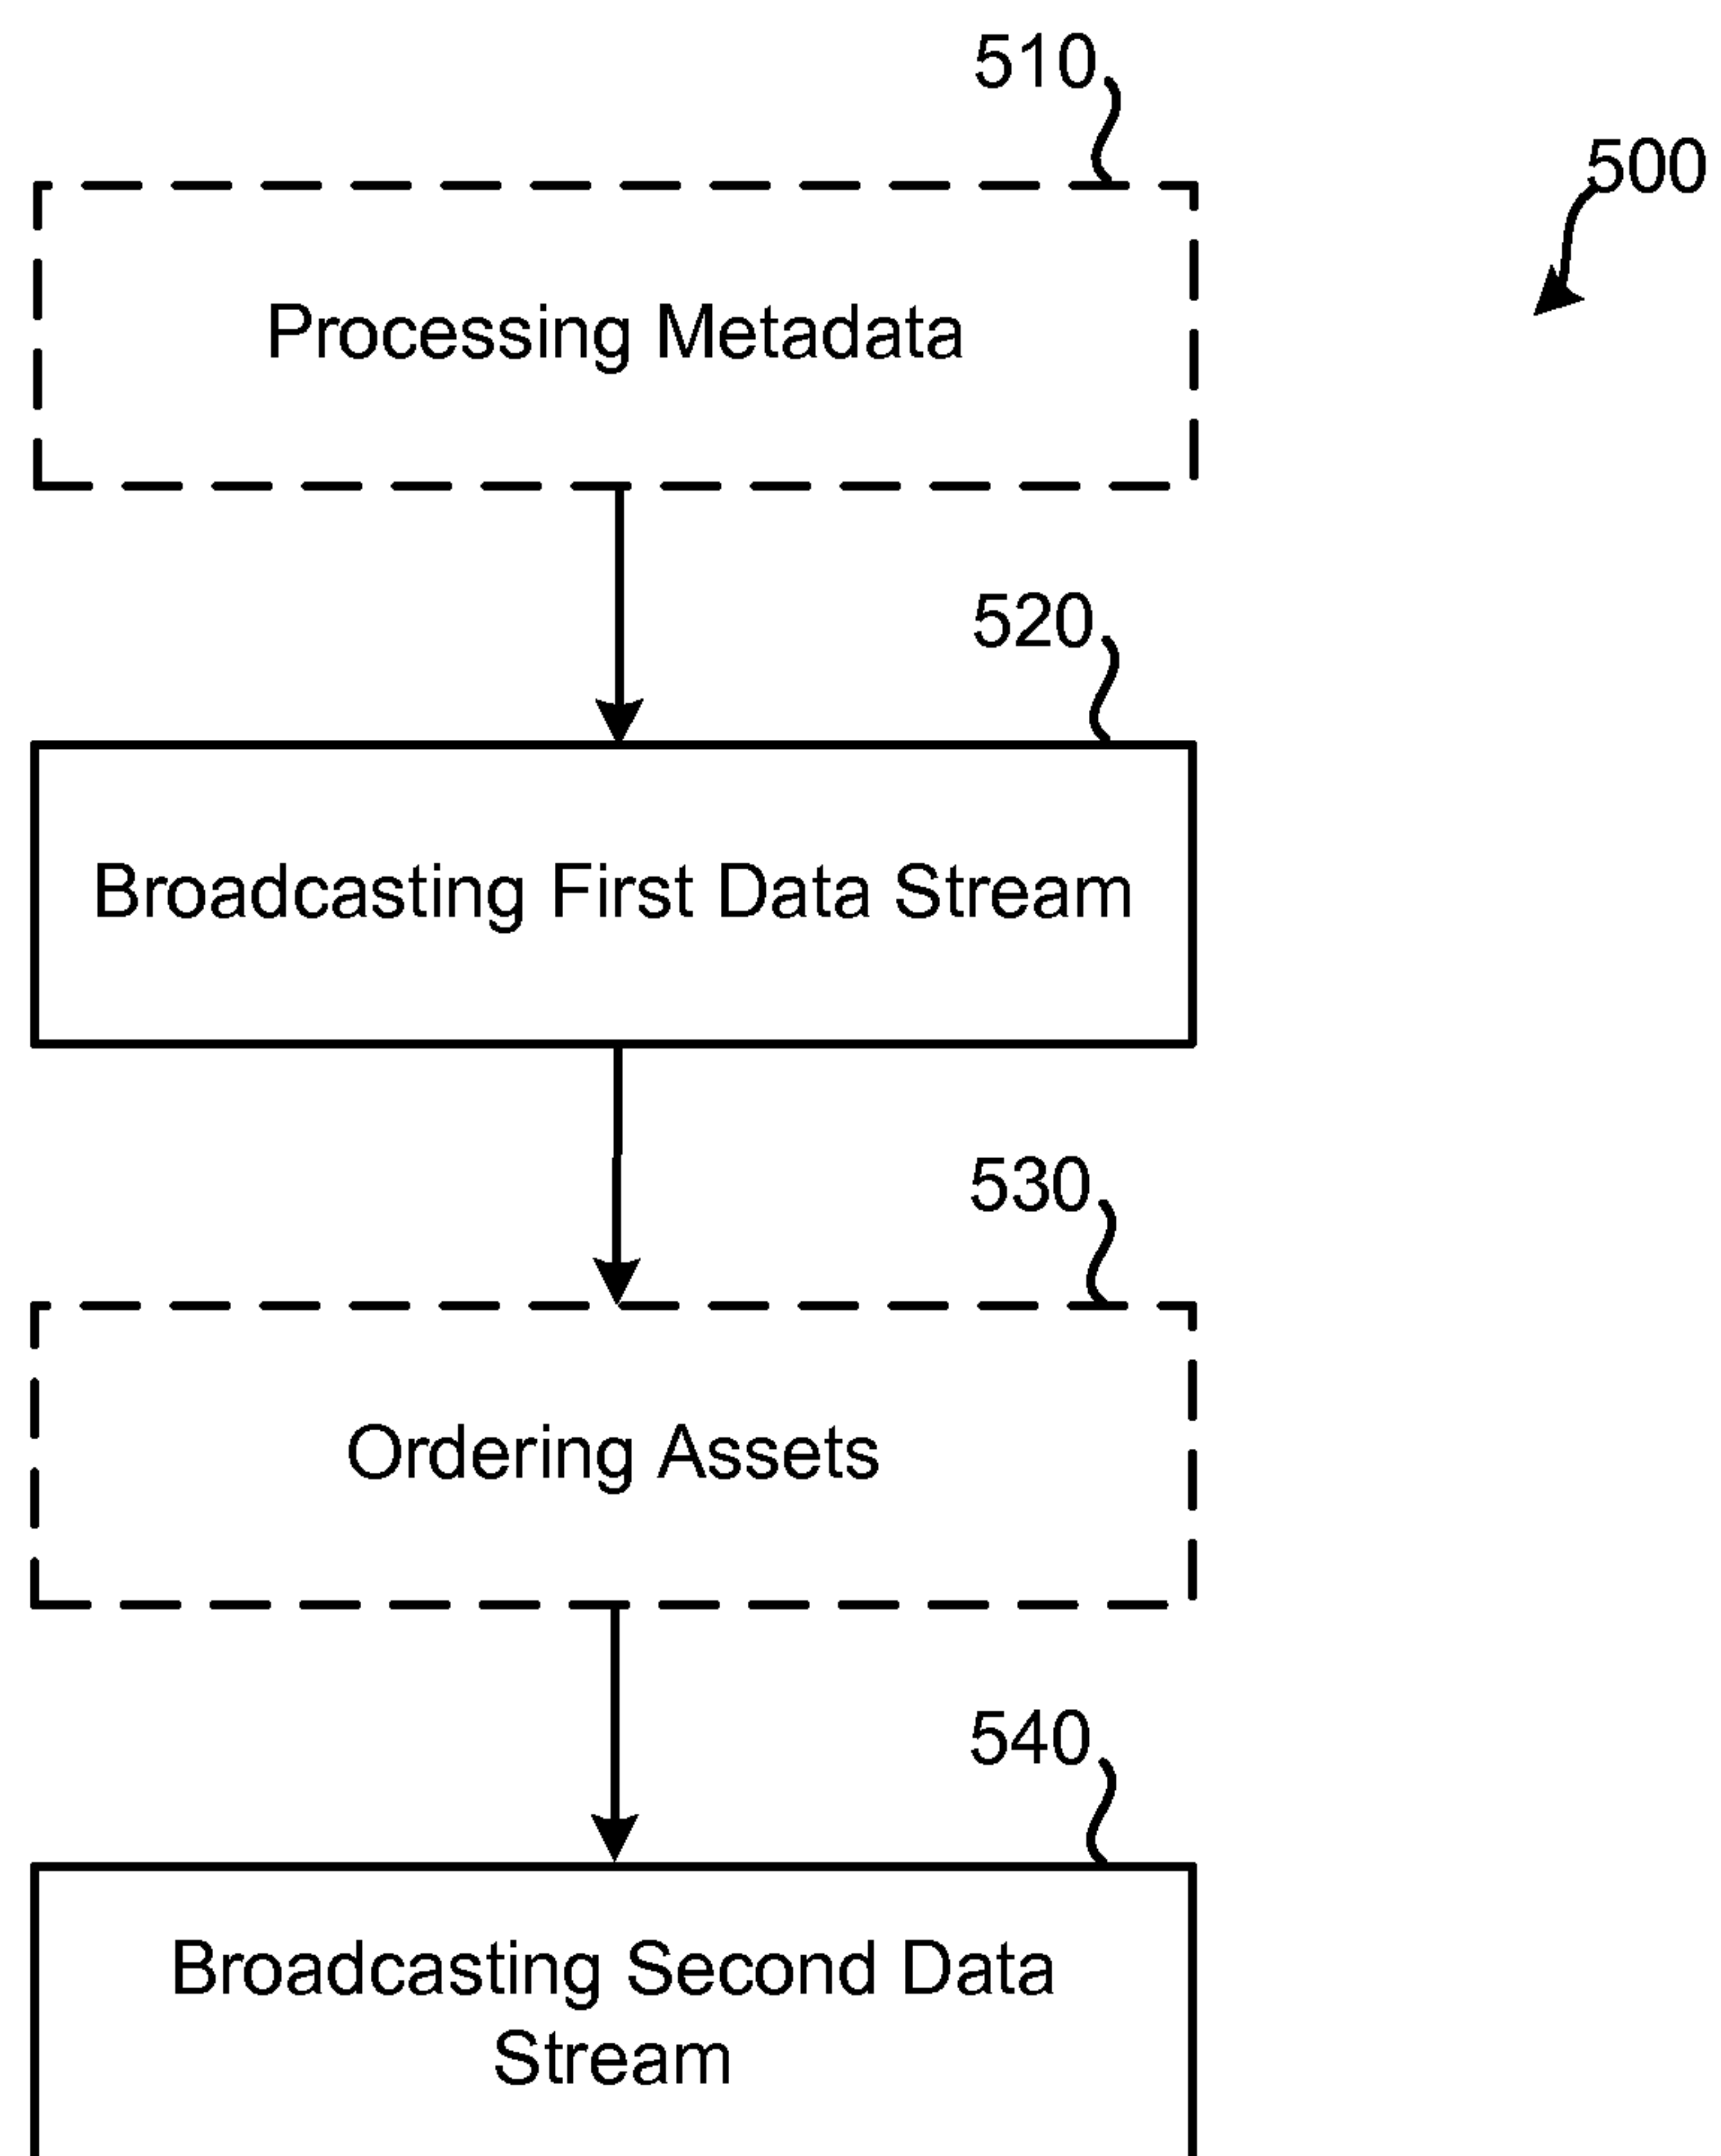 510
500
Processing Metadata
520
Broadcasting First Data Stream
530
Ordering Assets
540
Broadcasting Second Data
Stream